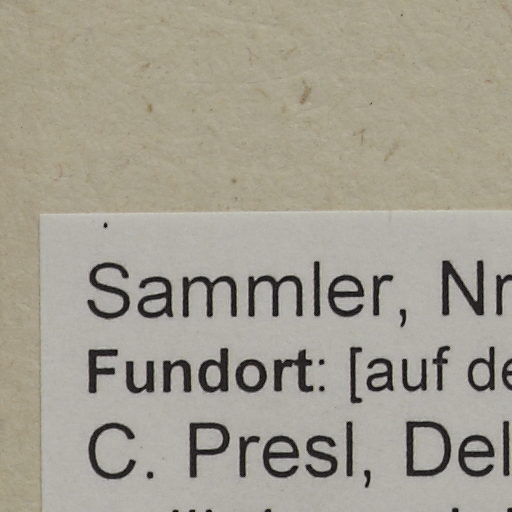 Sammler, Nr
Fundort: [auf de
C. Presl, Del